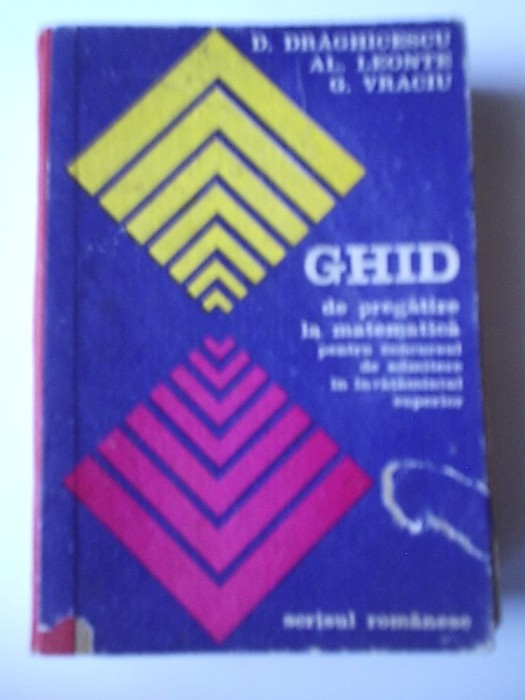 D. DRAGHICESCU
AL. LEONTE
G. VRACIU
GHID
de pregătire
la matematică
pentru concursul
de admitere
în învățămîntul
superior
scrisul românesc